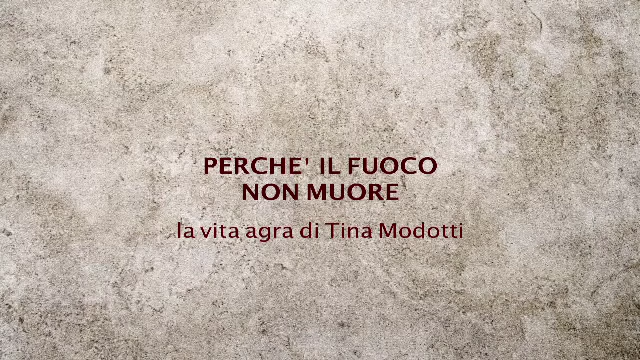 PERCHE' IL FUOCO
NON MUORE
la vita agra di Tina Modotti